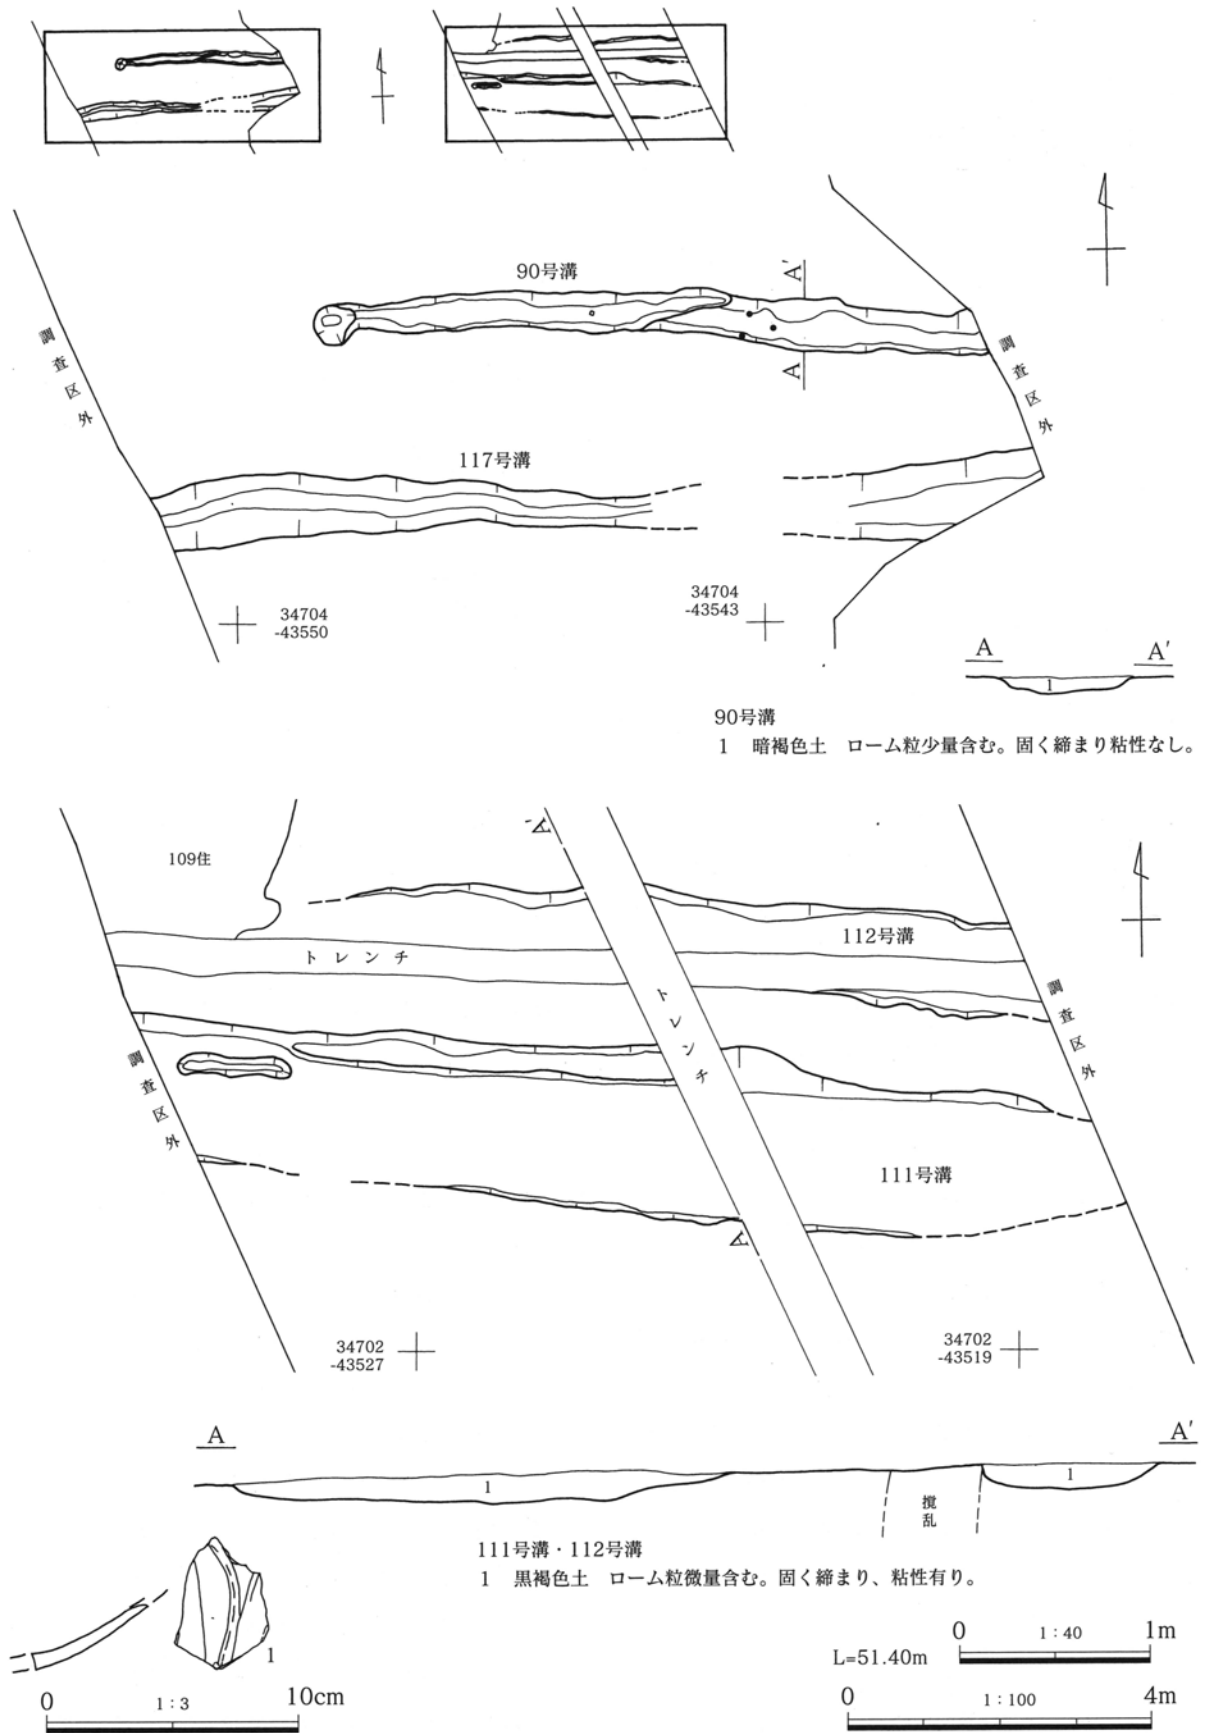 90号溝
A'
A
調査区外
調査区外
117号溝
34704
-43550
34704
-43543
A
A'
1
90号溝
1 暗褐色土 ローム粒少量含む。固く締まり粘性なし。
109住
A'
112号溝
トレンチ
トレンチ
調査区外
調査区外
111号溝
A
34702
-43527
34702
-43519
A
A'
1
1
撹乱
111号溝・112号溝
1 黒褐色土 ローム粒微量含む。固く締まり、粘性有り。
1
0 1:40 1m
L=51.40m
0 1:3 10cm
0 1:100 4m